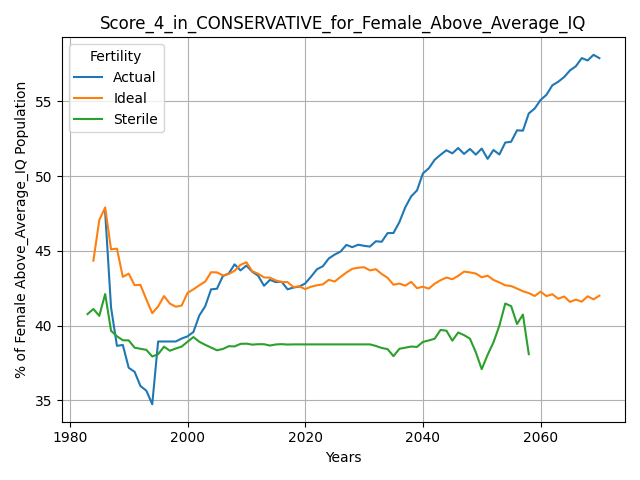 Score_4_in_CONSERVATIVE_for_Female_Above_Average_IQ
Fertility
Actual
Ideal
Sterile
% of Female Above_Average_IQ Population
55
50
45
40
35
1980
2000
2020
2040
2060
Years